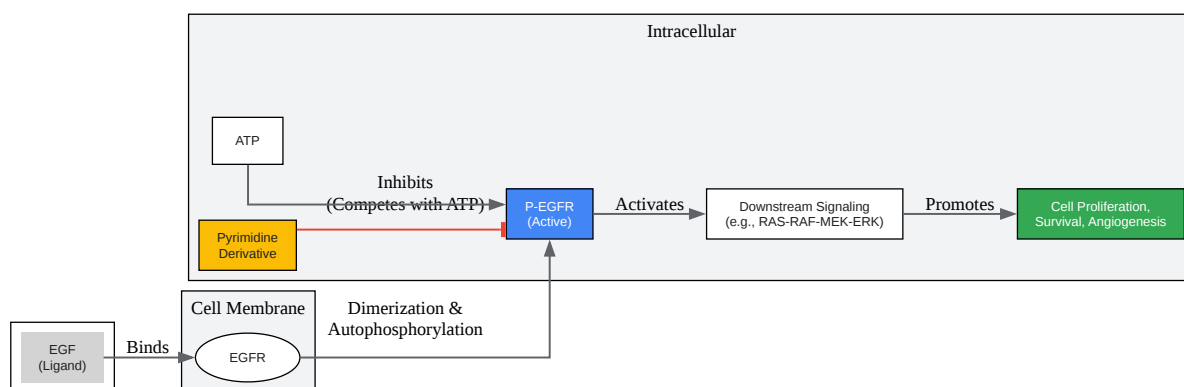 Intracellular
ATP
Inhibits
(Competes with ATP)
P-EGFR
(Active)
Activates
Downstream Signaling
(e.g., RAS-RAF-MEK-ERK)
Promotes
Cell Proliferation,
Survival, Angiogenesis
Pyrimidine
Derivative
Cell Membrane
Dimerization &
Autophosphorylation
EGF
(Ligand)
Binds
EGFR